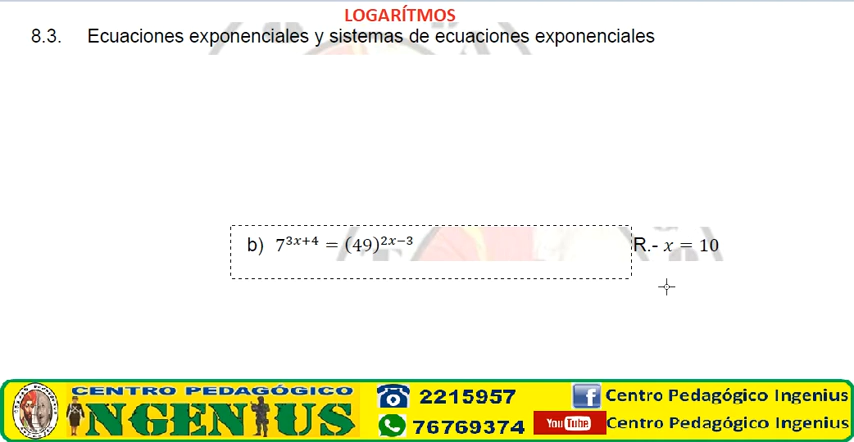 LOGARÍTMOS
8.3. Ecuaciones exponenciales y sistemas de ecuaciones exponenciales
b) 7^{3x+4} = (49)^{2x−3} R.- x = 10
CENTRO PEDAGÓGICO
INGENIUS
2215957
76769374
Centro Pedagógico Ingenius
YouTube Centro Pedagógico Ingenius